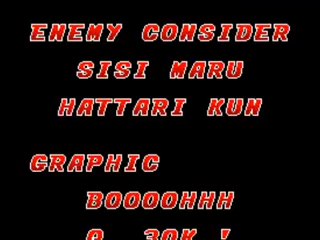 ENEMY CONSIDER
SISI MARU
HATTARI KUN
GRAPHIC
BOOOOHHH